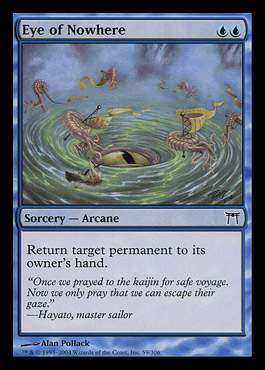 Eye of Nowhere
Sorcery — Arcane
Return target permanent to its
owner's hand.
"Once we prayed to the kaijin for safe voyage.
Now we only pray that we can escape their
gaze."
—Hayato, master sailor
Alan Pollack
™ & © 1993–2004 Wizards of the Coast, Inc. 59/306